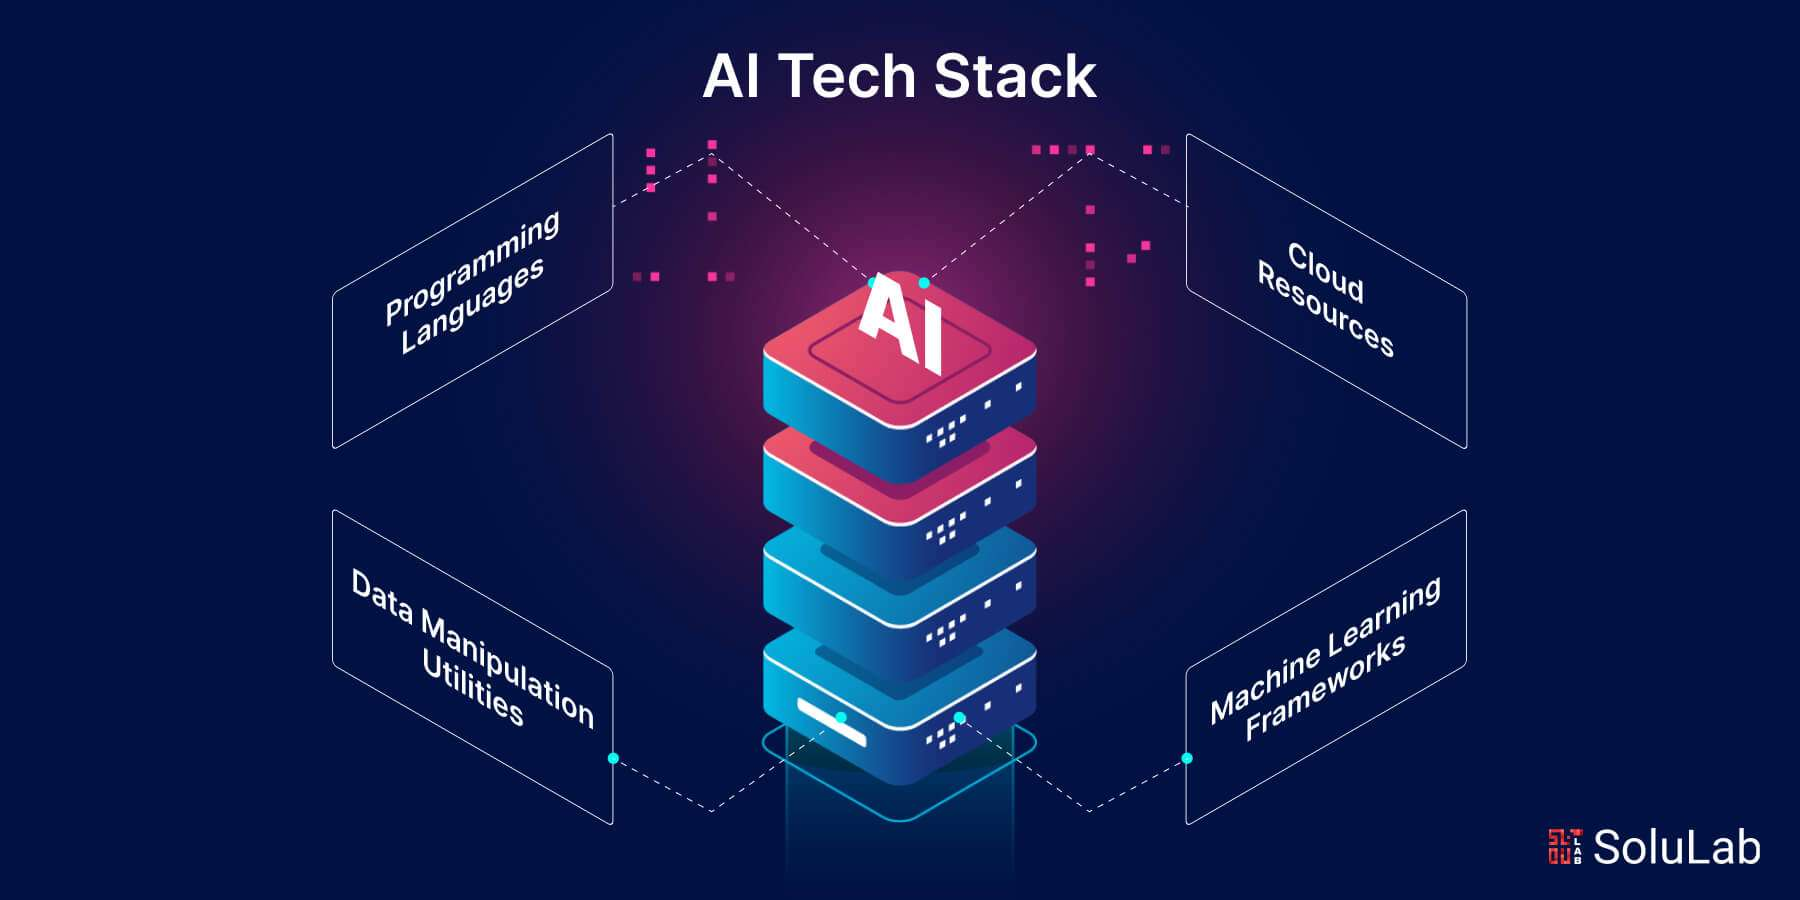 AI Tech Stack
Programming
Languages
Cloud
Resources
AI
Data Manipulation
Utilities
Machine Learning
Frameworks
SoluLab